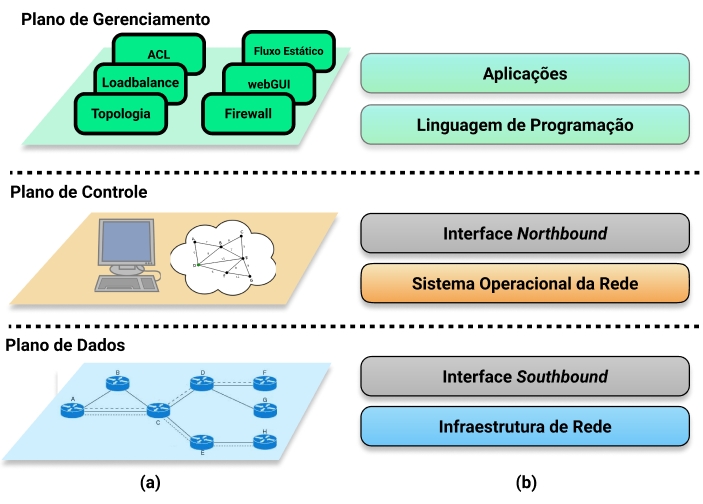 Plano de Gerenciamento
ACL
Fluxo Estático
Loadbalance
webGUI
Topologia
Firewall
Aplicações
Linguagem de Programação
Plano de Controle
Interface Northbound
Sistema Operacional da Rede
Plano de Dados
B
D
F
A
C
G
E
H
Interface Southbound
Infraestrutura de Rede
(a)
(b)